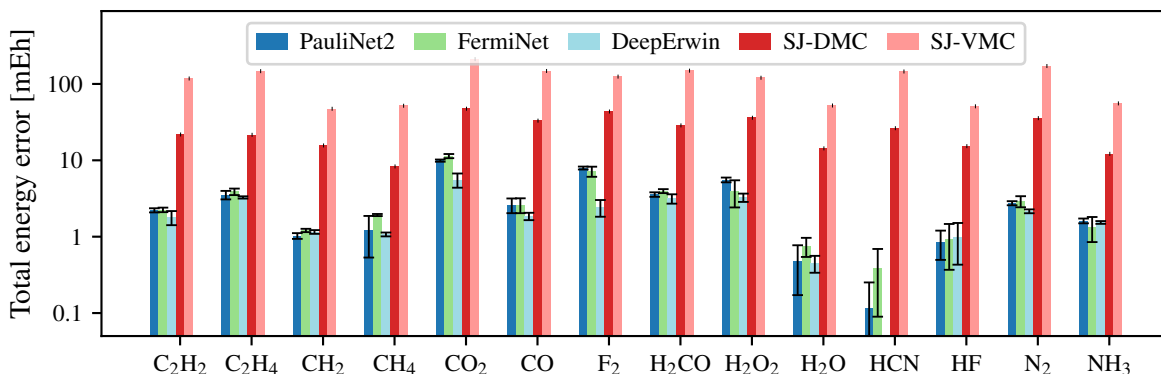 Total energy error [mEh]
PauliNet2 FermiNet DeepErwin SJ-DMC SJ-VMC
100
10
1
0.1
C₂H₂ C₂H₄ CH₂ CH₄ CO₂ CO F₂ H₂CO H₂O₂ H₂O HCN HF N₂ NH₃